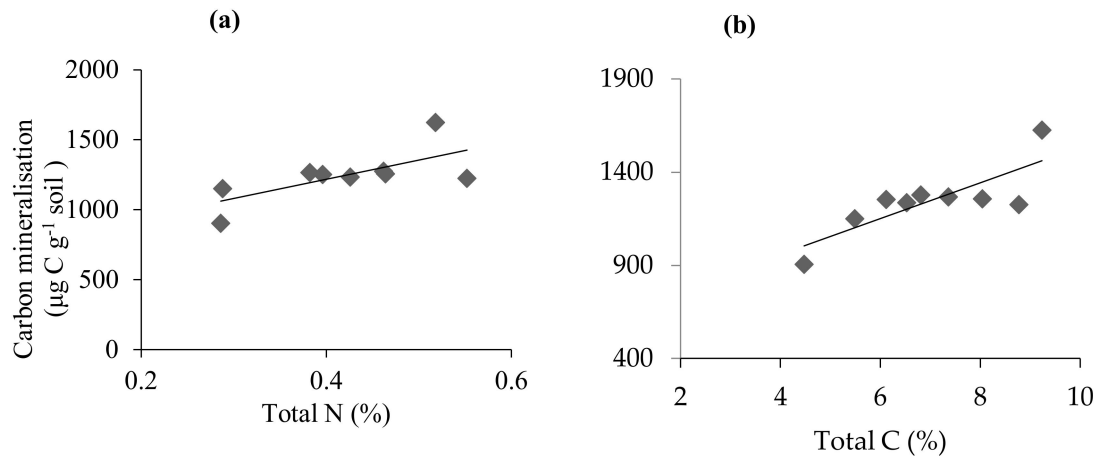 (a)
2000
1500
1000
500
0
0.2
0.4
0.6
Total N (%)
Carbon mineralisation
(µg C g⁻¹ soil )
(b)
1900
1400
900
400
2
4
6
8
10
Total C (%)